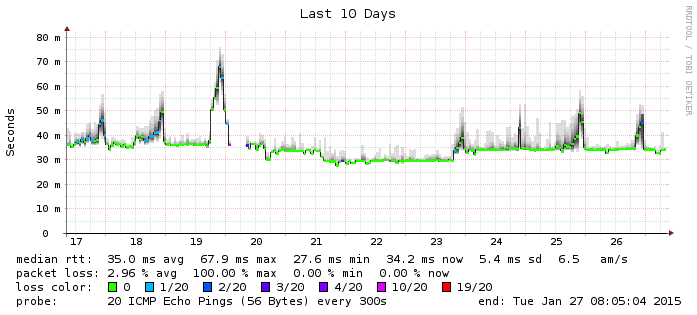 Last 10 Days
RRDTOOL / TOBI OETIKER
Seconds
80 m
70 m
60 m
50 m
40 m
30 m
20 m
10 m
0
17 18 19 20 21 22 23 24 25 26
median rtt: 35.0 ms avg 67.9 ms max 27.6 ms min 34.2 ms now 5.4 ms sd 6.5 am/s
packet loss: 2.96 % avg 100.00 % max 0.00 % min 0.00 % now
loss color: 0 1/20 2/20 3/20 4/20 10/20 19/20
probe: 20 ICMP Echo Pings (56 Bytes) every 300s end: Tue Jan 27 08:05:04 2015